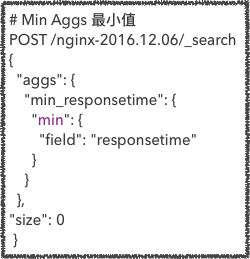 # Min Aggs 最小值
POST /nginx-2016.12.06/_search
{
  "aggs": {
    "min_responsetime": {
      "min": {
        "field": "responsetime"
      }
    }
  },
"size": 0
 }